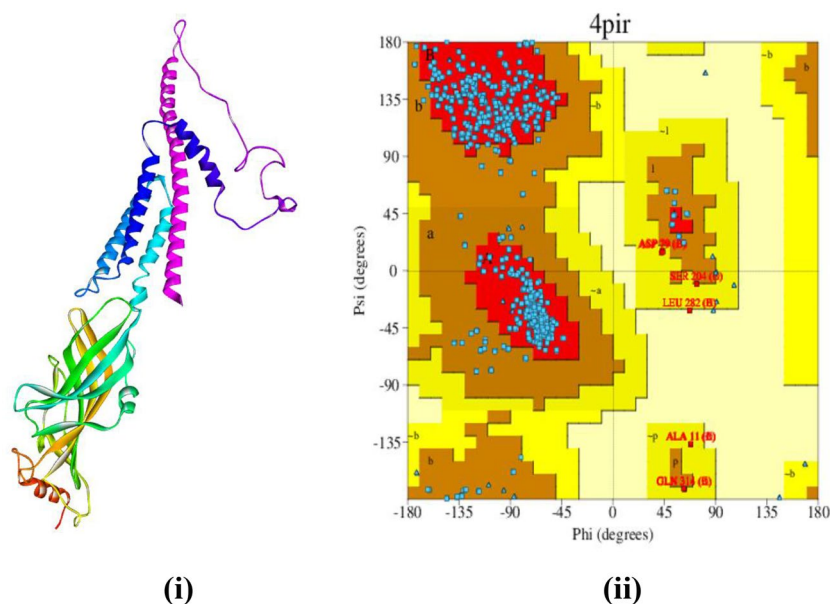 4pir
180
B
b
~b
b
135
b
~b
90
~l
l
45
a
ASP 70 (B)
0
SER 204 (B)
~a
LEU 282 (B)
-45
-90
-135
~b
~p
ALA 11 (B)
b
p
~b
GLN 316 (B)
-180 -135 -90 -45 0 45 90 135 180
Psi (degrees)
Phi (degrees)
(i) (ii)